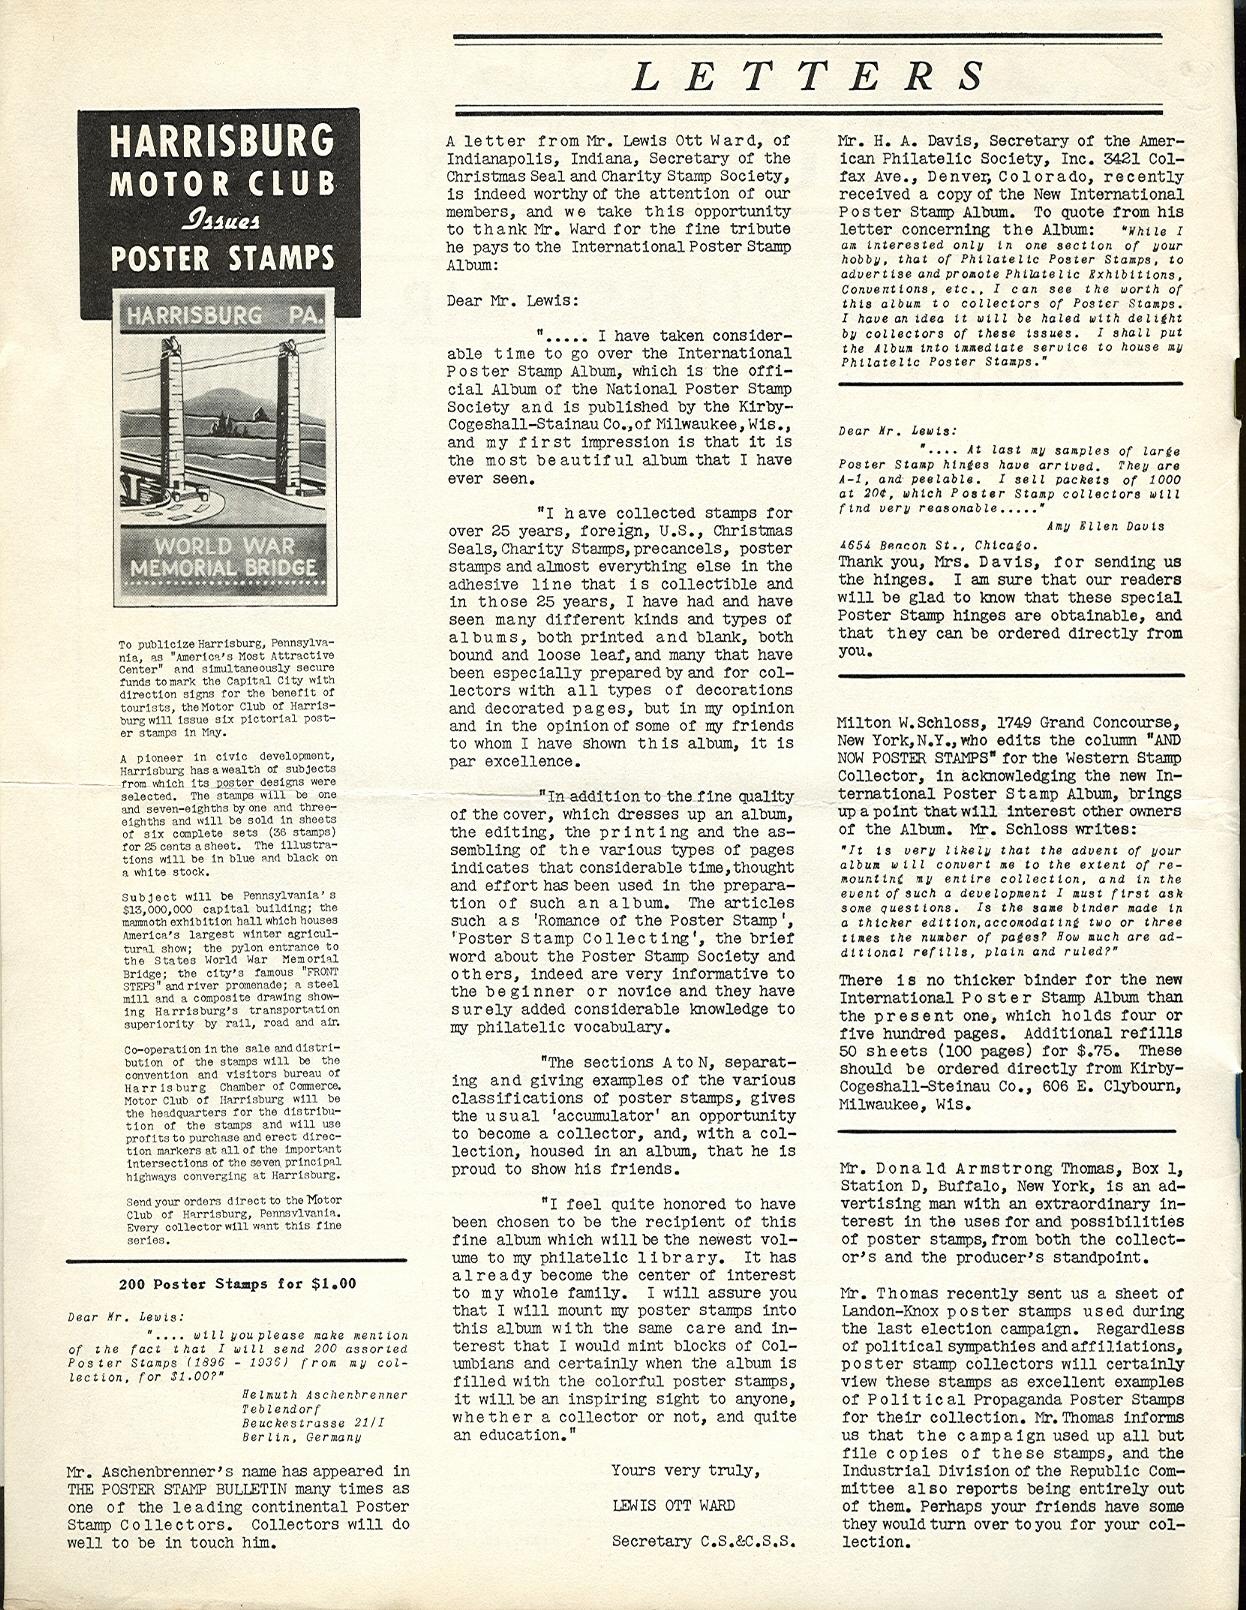 LETTERS
HARRISBURG
MOTOR CLUB
Issues
POSTER STAMPS
HARRISBURG PA.
WORLD WAR
MEMORIAL BRIDGE
To publicize Harrisburg, Pennsylva-
nia, as "America's Most Attractive
Center" and simultaneously secure
funds to mark the Capital City with
direction signs for the benefit of
tourists, the Motor Club of Harris-
burg will issue six pictorial post-
er stamps in May.
A pioneer in civic development,
Harrisburg has a wealth of subjects
from which its poster designs were
selected. The stamps will be one
and seven-eighths by one and three-
eighths and will be sold in sheets
of six complete sets (36 stamps)
for 25 cents a sheet. The illustra-
tions will be in blue and black on
a white stock.
Subject will be Pennsylvania's
$13,000,000 capital building; the
mammoth exhibition hall which houses
America's largest winter agricul-
tural show; the pylon entrance to
the States World War Memorial
Bridge; the city's famous "FRONT
STEPS" and river promenade; a steel
mill and a composite drawing show-
ing Harrisburg's transportation
superiority by rail, road and air.
Co-operation in the sale and distri-
bution of the stamps will be the
convention and visitors bureau of
Harrisburg Chamber of Commerce.
Motor Club of Harrisburg will be
the headquarters for the distribu-
tion of the stamps and will use
profits to purchase and erect direc-
tion markers at all of the important
intersections of the seven principal
highways converging at Harrisburg.
Send your orders direct to the Motor
Club of Harrisburg, Pennsylvania.
Every collector will want this fine
series.
200 Poster Stamps for $1.00
Dear Mr. Lewis:
".... will you please make mention
of the fact that I will send 200 assorted
Poster Stamps (1896 - 1936) from my col-
lection, for $1.00?"
Helmuth Aschenbrenner
Teblendorf
Beuckestrasse 21/I
Berlin, Germany
Mr. Aschenbrenner's name has appeared in
THE POSTER STAMP BULLETIN many times as
one of the leading continental Poster
Stamp Collectors. Collectors will do
well to be in touch him.
A letter from Mr. Lewis Ott Ward, of
Indianapolis, Indiana, Secretary of the
Christmas Seal and Charity Stamp Society,
is indeed worthy of the attention of our
members, and we take this opportunity
to thank Mr. Ward for the fine tribute
he pays to the International Poster Stamp
Album:
Dear Mr. Lewis:
"..... I have taken consider-
able time to go over the International
Poster Stamp Album, which is the offi-
cial Album of the National Poster Stamp
Society and is published by the Kirby-
Cogeshall-Stainau Co., of Milwaukee, Wis.,
and my first impression is that it is
the most beautiful album that I have
ever seen.
"I have collected stamps for
over 25 years, foreign, U.S., Christmas
Seals, Charity Stamps, precancels, poster
stamps and almost everything else in the
adhesive line that is collectible and
in those 25 years, I have had and have
seen many different kinds and types of
albums, both printed and blank, both
bound and loose leaf, and many that have
been especially prepared by and for col-
lectors with all types of decorations
and decorated pages, but in my opinion
and in the opinion of some of my friends
to whom I have shown this album, it is
par excellence.
"In addition to the fine quality
of the cover, which dresses up an album,
the editing, the printing and the as-
sembling of the various types of pages
indicates that considerable time, thought
and effort has been used in the prepara-
tion of such an album. The articles
such as 'Romance of the Poster Stamp',
'Poster Stamp Collecting', the brief
word about the Poster Stamp Society and
others, indeed are very informative to
the beginner or novice and they have
surely added considerable knowledge to
my philatelic vocabulary.
"The sections A to N, separat-
ing and giving examples of the various
classifications of poster stamps, gives
the usual 'accumulator' an opportunity
to become a collector, and, with a col-
lection, housed in an album, that he is
proud to show his friends.
"I feel quite honored to have
been chosen to be the recipient of this
fine album which will be the newest vol-
ume to my philatelic library. It has
already become the center of interest
to my whole family. I will assure you
that I will mount my poster stamps into
this album with the same care and in-
terest that I would mint blocks of Col-
umbians and certainly when the album is
filled with the colorful poster stamps,
it will be an inspiring sight to anyone,
whether a collector or not, and quite
an education."
Yours very truly,
LEWIS OTT WARD
Secretary C.S.&C.S.S.
Mr. H. A. Davis, Secretary of the Amer-
ican Philatelic Society, Inc. 3421 Col-
fax Ave., Denver, Colorado, recently
received a copy of the New International
Poster Stamp Album. To quote from his
letter concerning the Album: "While I
am interested only in one section of your
hobby, that of Philatelic Poster Stamps, to
advertise and promote Philatelic Exhibitions,
Conventions, etc., I can see the worth of
this album to collectors of Poster Stamps.
I have an idea it will be haled with delight
by collectors of these issues. I shall put
the Album into immediate service to house my
Philatelic Poster Stamps."
Dear Mr. Lewis:
".... At last my samples of large
Poster Stamp hinges have arrived. They are
A-1, and peelable. I sell packets of 1000
at 20¢, which Poster Stamp collectors will
find very reasonable....."
Amy Ellen Davis
4654 Beacon St., Chicago.
Thank you, Mrs. Davis, for sending us
the hinges. I am sure that our readers
will be glad to know that these special
Poster Stamp hinges are obtainable, and
that they can be ordered directly from
you.
Milton W. Schloss, 1749 Grand Concourse,
New York, N.Y., who edits the column "AND
NOW POSTER STAMPS" for the Western Stamp
Collector, in acknowledging the new In-
ternational Poster Stamp Album, brings
up a point that will interest other owners
of the Album. Mr. Schloss writes:
"It is very likely that the advent of your
album will convert me to the extent of re-
mounting my entire collection, and in the
event of such a development I must first ask
some questions. Is the same binder made in
a thicker edition, accomodating two or three
times the number of pages? How much are ad-
ditional refills, plain and ruled?"
There is no thicker binder for the new
International Poster Stamp Album than
the present one, which holds four or
five hundred pages. Additional refills
50 sheets (100 pages) for $.75. These
should be ordered directly from Kirby-
Cogeshall-Steinau Co., 606 E. Clybourn,
Milwaukee, Wis.
Mr. Donald Armstrong Thomas, Box 1,
Station D, Buffalo, New York, is an ad-
vertising man with an extraordinary in-
terest in the uses for and possibilities
of poster stamps, from both the collect-
or's and the producer's standpoint.
Mr. Thomas recently sent us a sheet of
Landon-Knox poster stamps used during
the last election campaign. Regardless
of political sympathies and affiliations,
poster stamp collectors will certainly
view these stamps as excellent examples
of Political Propaganda Poster Stamps
for their collection. Mr. Thomas informs
us that the campaign used up all but
file copies of these stamps, and the
Industrial Division of the Republic Com-
mittee also reports being entirely out
of them. Perhaps your friends have some
they would turn over to you for your col-
lection.